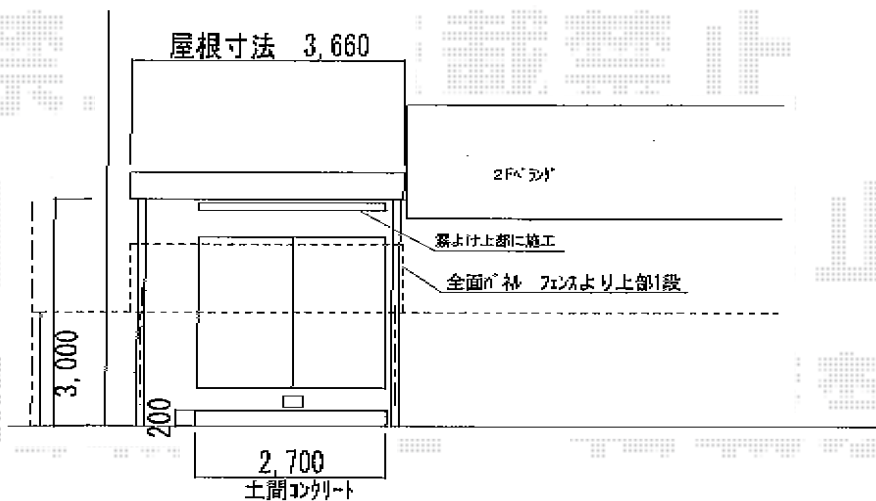 屋根寸法 3,660
2Fベランダ
霧よけ上部に施工
全面パネル フェンスより上部1段
3,000
200
2,700
土間コンクリート